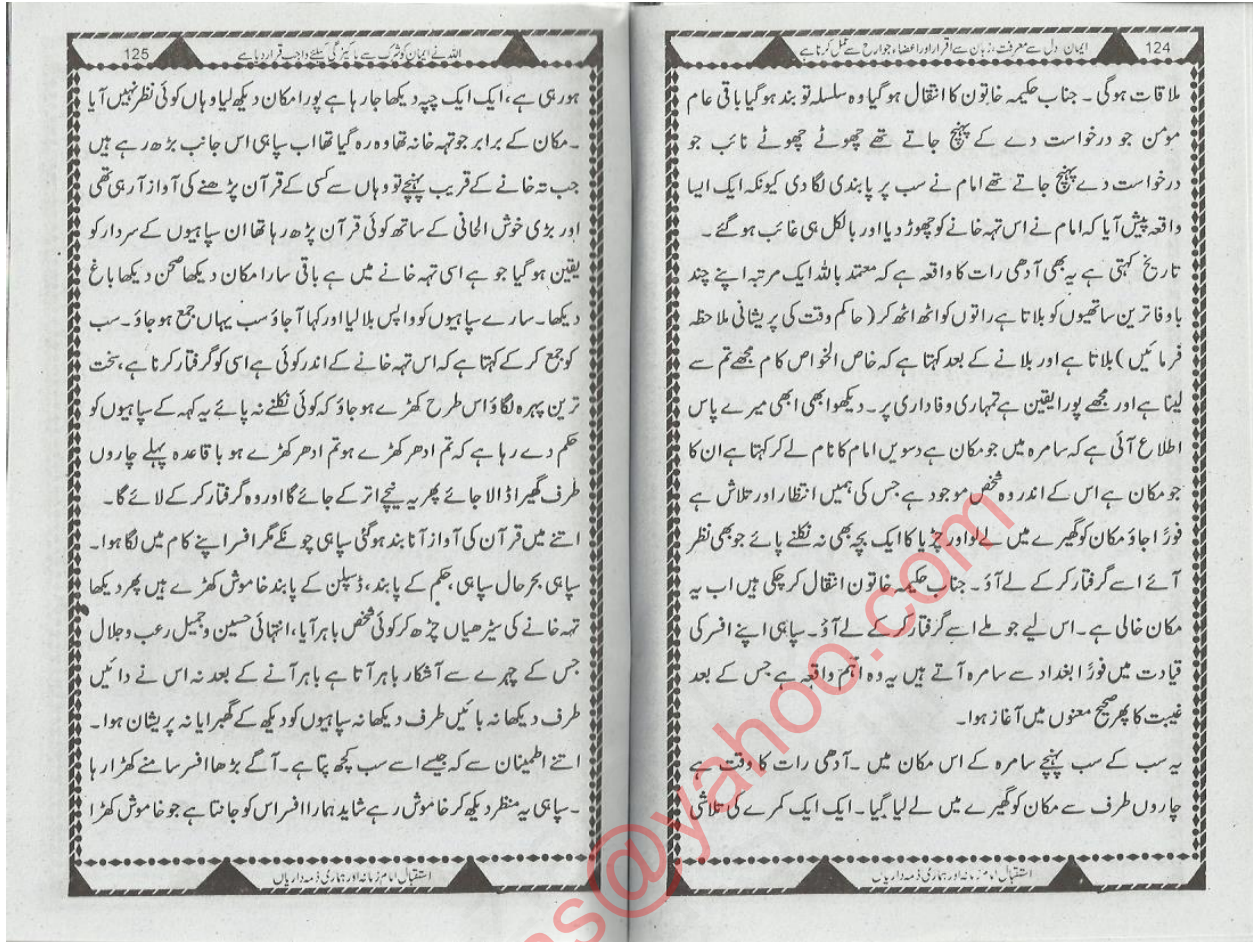 124
ایمان، دل سے معرفت، زبان سے اقرار اور اعضاء جوارح سے عمل کرنا ہے
ملاقات ہوگی ۔ جناب حکیمہ خاتون کا انتقال ہو گیا وہ سلسلہ تو بند ہو گیا باقی عام
مومن جو درخواست دے کے پہنچ جاتے تھے چھوٹے چھوٹے نائب جو
درخواست دے پہنچ جاتے تھے امام نے سب پر پابندی لگا دی کیونکہ ایک ایسا
واقعہ پیش آیا کہ امام نے اس تہہ خانے کو چھوڑ دیا اور بالکل ہی غائب ہو گئے ۔
تاریخ کہتی ہے یہ بھی آدھی رات کا واقعہ ہے کہ معتمد باللہ ایک مرتبہ اپنے چند
باوفا ترین ساتھیوں کو بلاتا ہے راتوں کو اٹھ اٹھ کر ( حاکم وقت کی پریشانی ملاحظہ
فرمائیں ) بلاتا ہے اور بلانے کے بعد کہتا ہے کہ خاص الخواص کام مجھے تم سے
لینا ہے اور مجھے پورا یقین ہے تمہاری وفاداری پر ۔ دیکھو ابھی ابھی میرے پاس
اطلاع آئی ہے کہ سامرہ میں جو مکان ہے دسویں امام کا نام لے کر کہتا ہے ان کا
جو مکان ہے اس کے اندر وہ شخص موجود ہے جس کی ہمیں انتظار اور تلاش ہے
فوراً جاؤ مکان کو گھیرے میں لے لو اور چڑیا کا ایک بچہ بھی نہ نکلنے پائے جو بھی نظر
آئے اسے گرفتار کر کے لے آؤ ۔ جناب حکیمہ خاتون انتقال کر چکی ہیں اب یہ
مکان خالی ہے ۔ اس لیے جو ملے اسے گرفتار کر کے لے آؤ ۔ سپاہی اپنے افسر کی
قیادت میں فوراً بغداد سے سامرہ آتے ہیں یہ وہ اہم واقعہ ہے جس کے بعد
غیبت کا پھر صحیح معنوں میں آغاز ہوا۔
یہ سب کے سب پہنچے سامرہ کے اس مکان میں ۔ آدھی رات کا وقت ہے
چاروں طرف سے مکان کو گھیرے میں لے لیا گیا ۔ ایک ایک کمرے کی تلاشی
استقبال امام زمانہ اور ہماری ذمہ داریاں
125
اللہ نے ایمان کو شرک سے پاکیزگی کیلئے واجب قرار دیا ہے
ہو رہی ہے ، ایک ایک چپہ دیکھا جا رہا ہے پورا مکان دیکھ لیا وہاں کوئی نظر نہیں آیا
۔ مکان کے برابر جو تہہ خانہ تھا وہ رہ گیا تھا اب سپاہی اس جانب بڑھ رہے ہیں
جب تہ خانے کے قریب پہنچے تو وہاں سے کسی کے قرآن پڑھنے کی آواز آ رہی تھی
اور بڑی خوش الحانی کے ساتھ کوئی قرآن پڑھ رہا تھا ان سپاہیوں کے سردار کو
یقین ہو گیا جو ہے اسی تہہ خانے میں ہے باقی سارا مکان دیکھا صحن دیکھا باغ
دیکھا ۔ سارے سپاہیوں کو واپس بلا لیا اور کہا آ جاؤ سب یہاں جمع ہو جاؤ ۔ سب
کو جمع کر کے کہتا ہے کہ اس تہہ خانے کے اندر کوئی ہے اسی کو گرفتار کرنا ہے ، سخت
ترین پہرہ لگاؤ اس طرح کھڑے ہو جاؤ کہ کوئی نکلنے نہ پائے یہ کہہ کے سپاہیوں کو
حکم دے رہا ہے کہ تم ادھر کھڑے ہو تم ادھر کھڑے ہو با قاعدہ پہلے چاروں
طرف گھیرا ڈالا جائے پھر یہ نیچے اتر کے جائے گا اور وہ گرفتار کر کے لائے گا ۔
اتنے میں قرآن کی آواز آنا بند ہو گئی سپاہی چونکے مگر افسر اپنے کام میں لگا ہوا ۔
سپاہی بحر حال سپاہی ، حکم کے پابند ، ڈسپلن کے پابند خاموش کھڑے ہیں پھر دیکھا
تہہ خانے کی سیڑھیاں چڑھ کر کوئی شخص باہر آیا ، انتہائی حسین و جمیل رعب و جلال
جس کے چہرے سے آشکار باہر آتا ہے باہر آنے کے بعد نہ اس نے دائیں
طرف دیکھا نہ بائیں طرف دیکھا نہ سپاہیوں کو دیکھ کے گھبرایا نہ پریشان ہوا ۔
اتنے اطمینان سے کہ جیسے اسے سب کچھ پتا ہے ۔ آگے بڑھا افسر سامنے کھڑا رہا
۔ سپاہی یہ منظر دیکھ کر خاموش رہے شاید ہمارا افسر اس کو جانتا ہے جو خاموش کھڑا
استقبال امام زمانہ اور ہماری ذمہ داریاں
s@yahoo.com